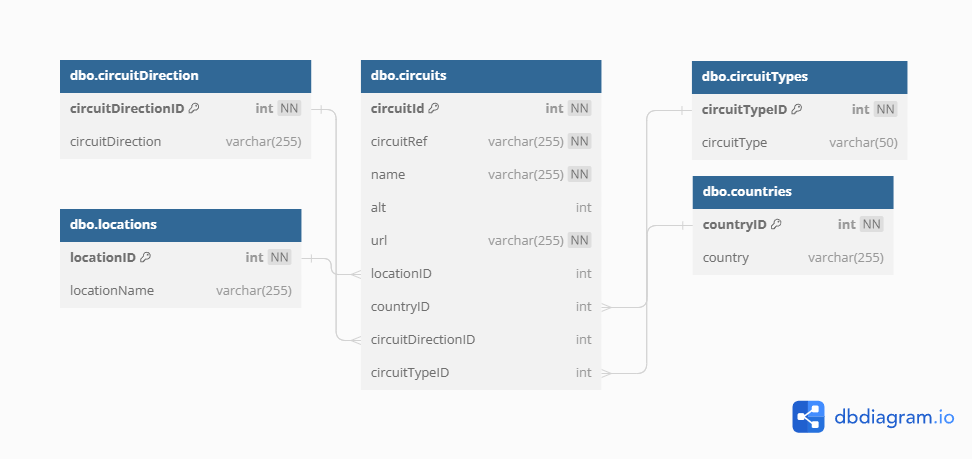 dbo.circuitDirection
circuitDirectionID int NN
circuitDirection varchar(255)
dbo.locations
locationID int NN
locationName varchar(255)
dbo.circuits
circuitId int NN
circuitRef varchar(255) NN
name varchar(255) NN
alt int
url varchar(255) NN
locationID int
countryID int
circuitDirectionID int
circuitTypeID int
dbo.circuitTypes
circuitTypeID int NN
circuitType varchar(50)
dbo.countries
countryID int NN
country varchar(255)
dbdiagram.io